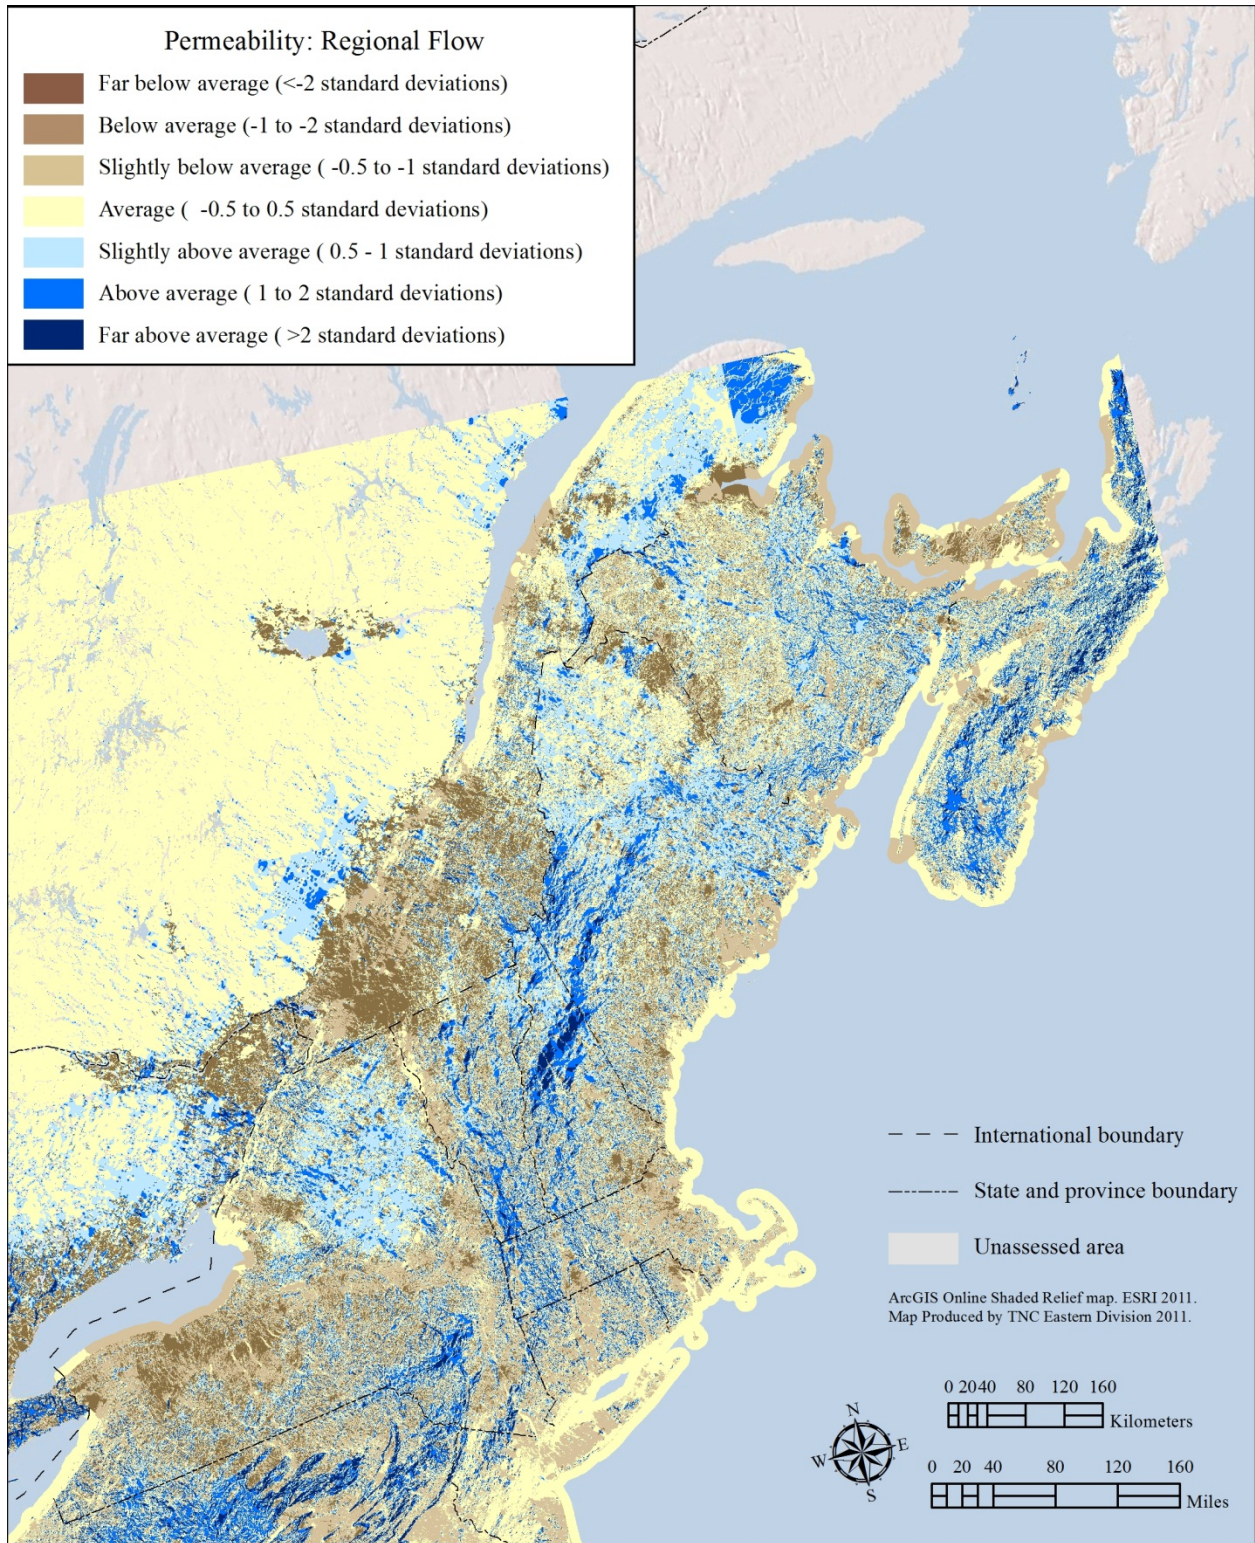 Permeability: Regional Flow
Far below average (<-2 standard deviations)
Below average (-1 to -2 standard deviations)
Slightly below average ( -0.5 to -1 standard deviations)
Average (  -0.5 to 0.5 standard deviations)
Slightly above average ( 0.5 - 1 standard deviations)
Above average ( 1 to 2 standard deviations)
Far above average ( >2 standard deviations)
International boundary
State and province boundary
Unassessed area
ArcGIS Online Shaded Relief map. ESRI 2011.
Map Produced by TNC Eastern Division 2011.
0 20 40 80 120 160
Kilometers
N
W E
S
0 20 40 80 120 160
Miles